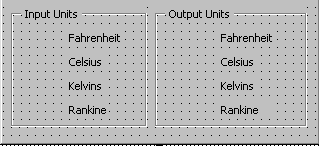 Input Units
Fahrenheit
Celsius
Kelvins
Rankine
Output Units
Fahrenheit
Celsius
Kelvins
Rankine